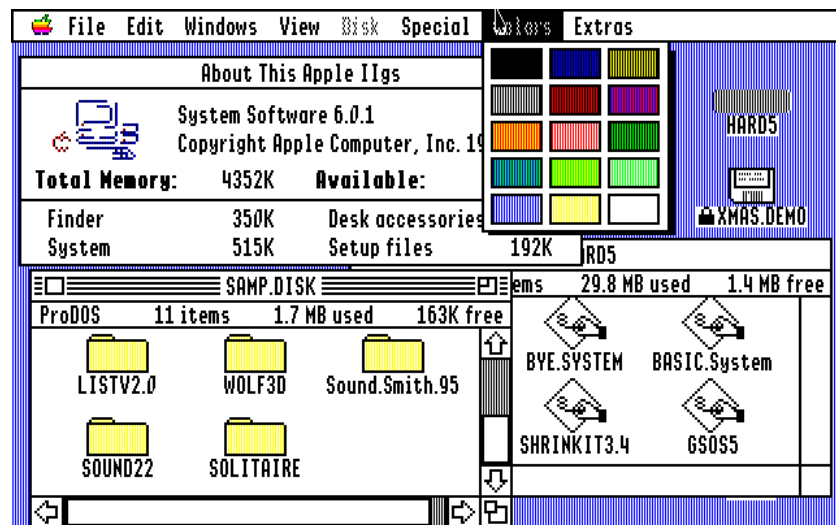 File Edit Windows View Disk Special Colors Extras
About This Apple IIgs
System Software 6.0.1
Copyright Apple Computer, Inc. 19
Total Memory: 4352K Available:
Finder 350K Desk accessories
System 515K Setup files 192K
HARD5
XMAS.DEMO
RD5
ems 29.8 MB used 1.4 MB free
BYE.SYSTEM BASIC.System
SHRINKIT3.4 GSOS5
SAMP.DISK
ProDOS 11 items 1.7 MB used 163K free
LISTV2.0 WOLF3D Sound.Smith.95
SOUND22 SOLITAIRE